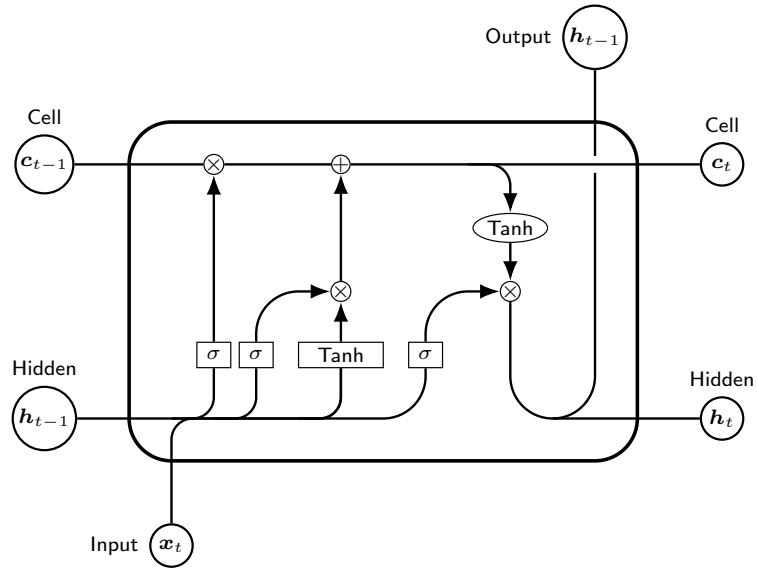 Output h_{t−1}
Cell
Cell
c_{t−1}
×
+
c_t
Tanh
×
×
σ
σ
Tanh
σ
Hidden
Hidden
h_{t−1}
h_t
Input x_t